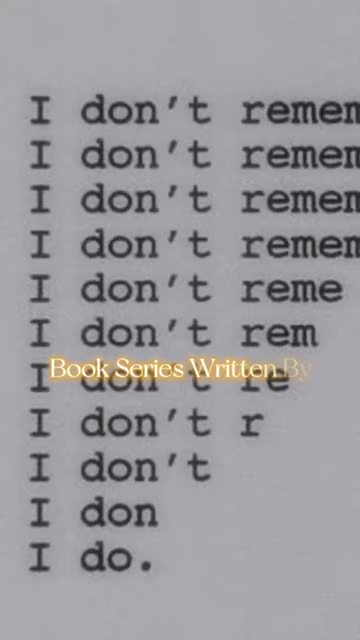 I don't remem
I don't remem
I don't remem
I don't remem
I don't reme
I don't rem
Book Series Written By
I don't re
I don't r
I don't
I don
I do.